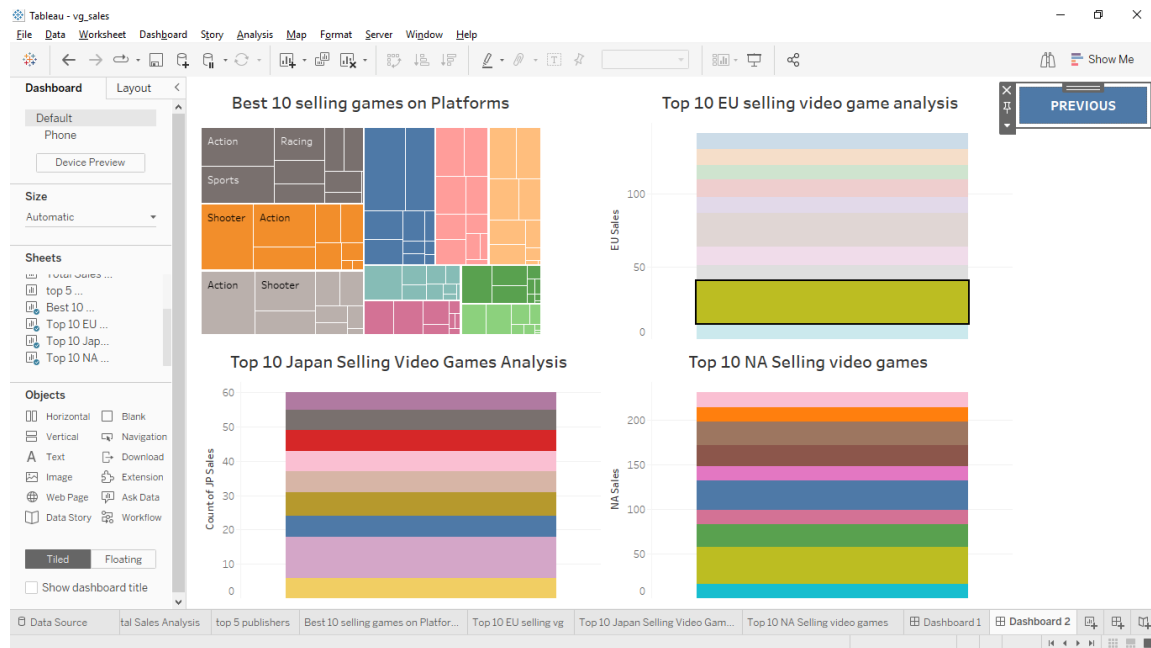 Tableau - vg_sales
File Data Worksheet Dashboard Story Analysis Map Format Server Window Help
Show Me
Dashboard Layout
Default
Phone
Device Preview
Size
Automatic
Sheets
Total Sales ...
top 5 ...
Best 10 ...
Top 10 EU ...
Top 10 Jap...
Top 10 NA ...
Objects
Horizontal Blank
Vertical Navigation
A Text Download
Image Extension
Web Page Ask Data
Data Story Workflow
Tiled Floating
Show dashboard title
Best 10 selling games on Platforms
Action Racing
Sports
Shooter Action
Action Shooter
Top 10 EU selling video game analysis
EU Sales
100
50
0
PREVIOUS
Top 10 Japan Selling Video Games Analysis
Count of JP Sales
60
50
40
30
20
10
0
Top 10 NA Selling video games
NA Sales
200
150
100
50
0
Data Source tal Sales Analysis top 5 publishers Best 10 selling games on Platfor... Top 10 EU selling vg Top 10 Japan Selling Video Gam... Top 10 NA Selling video games Dashboard 1 Dashboard 2